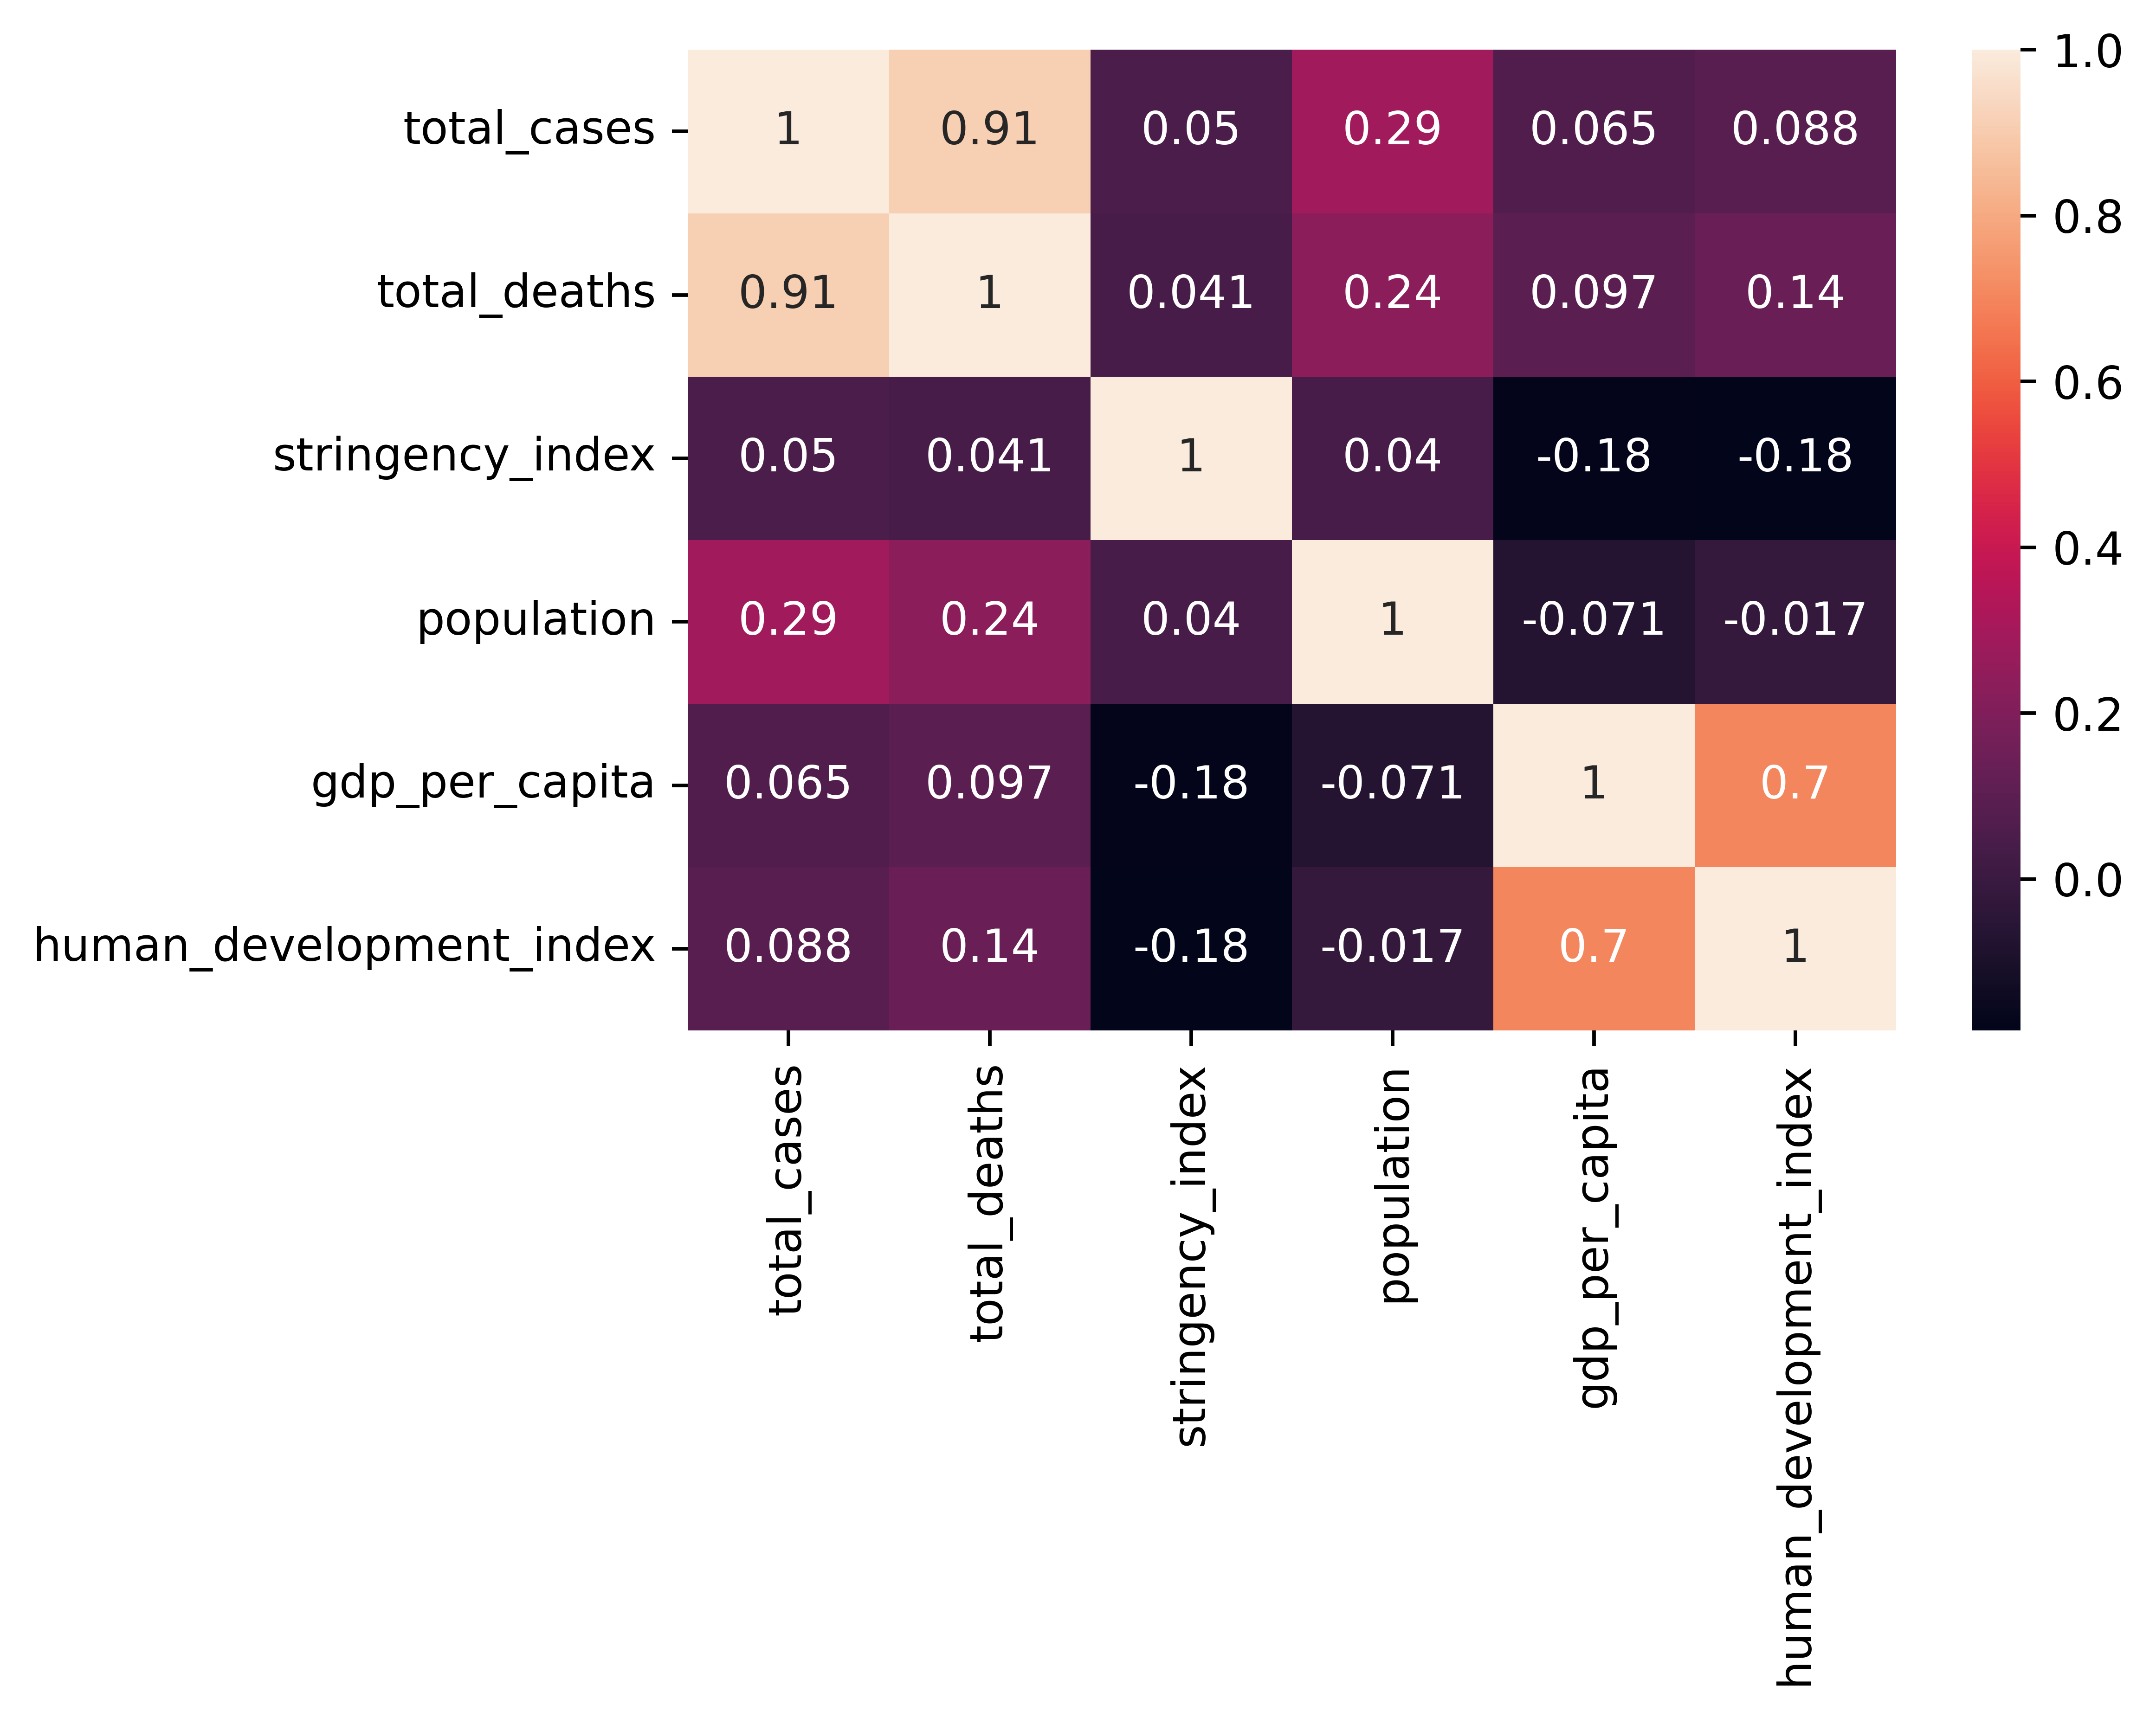 total_cases 1 0.91 0.05 0.29 0.065 0.088
total_deaths 0.91 1 0.041 0.24 0.097 0.14
stringency_index 0.05 0.041 1 0.04 -0.18 -0.18
population 0.29 0.24 0.04 1 -0.071 -0.017
gdp_per_capita 0.065 0.097 -0.18 -0.071 1 0.7
human_development_index 0.088 0.14 -0.18 -0.017 0.7 1
total_cases
total_deaths
stringency_index
population
gdp_per_capita
human_development_index
1.0
0.8
0.6
0.4
0.2
0.0